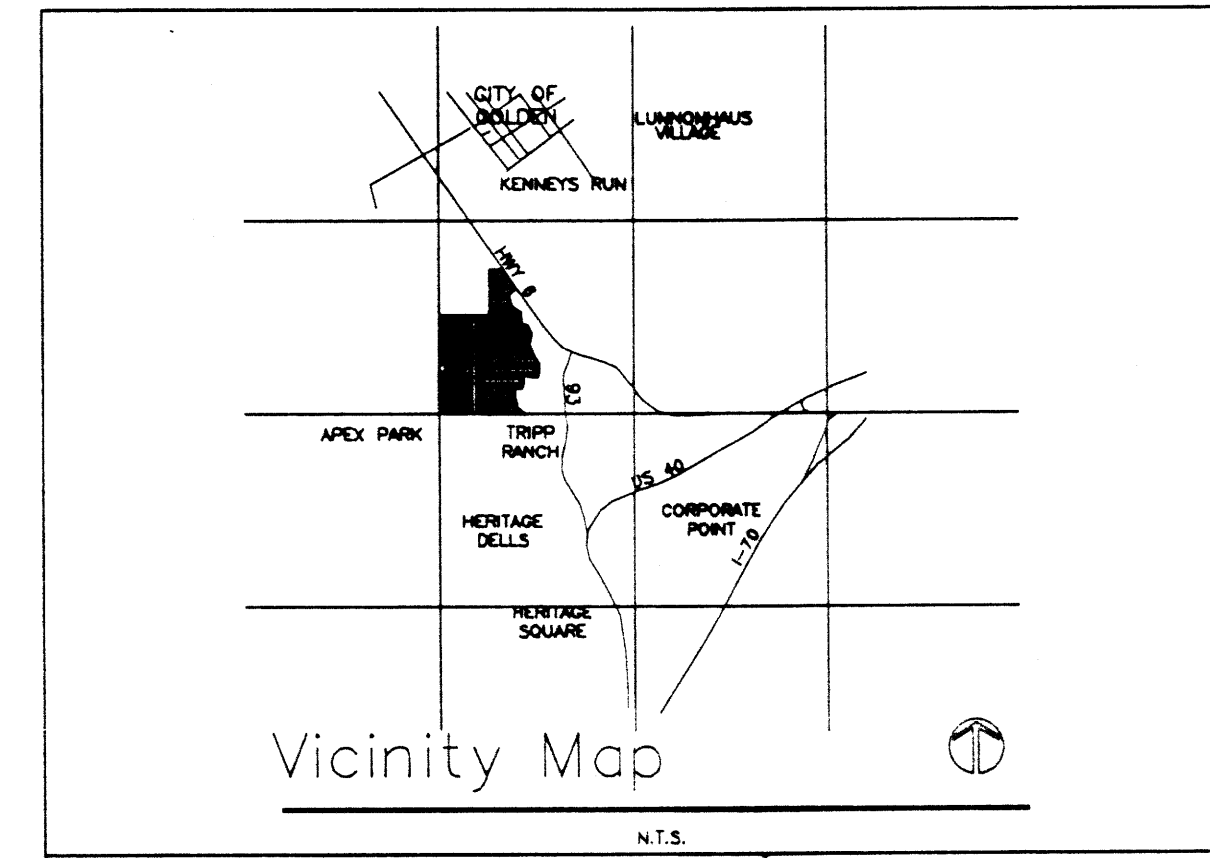 CITY OF
GOLDEN
LUNNONHAUS
VILLAGE
KENNEYS RUN
HWY 6
93
APEX PARK
TRIPP
RANCH
US 40
HERITAGE
DELLS
CORPORATE
POINT
I-70
HERITAGE
SQUARE
Vicinity Map
N.T.S.